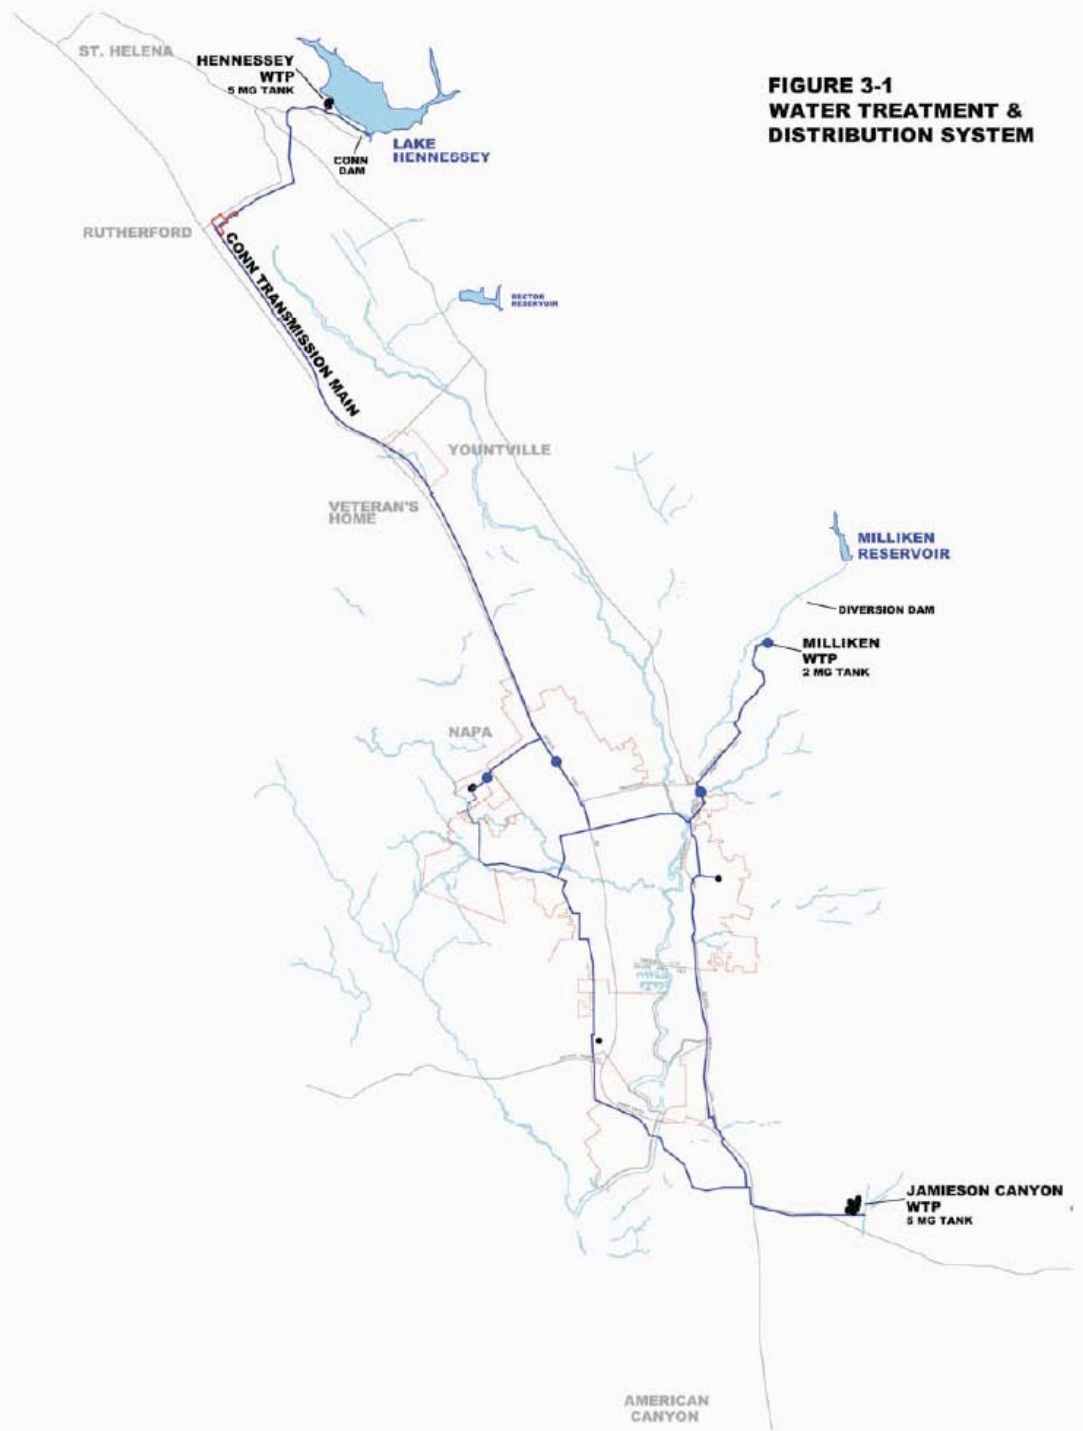 ST. HELENA
HENNESSEY
WTP
5 MG TANK
FIGURE 3-1
WATER TREATMENT &
DISTRIBUTION SYSTEM
LAKE
HENNESSEY
CONN
DAM
RUTHERFORD
CONN TRANSMISSION MAIN
RECTOR
RESERVOIR
YOUNTVILLE
VETERAN'S
HOME
MILLIKEN
RESERVOIR
DIVERSION DAM
MILLIKEN
WTP
2 MG TANK
NAPA
JAMIESON CANYON
WTP
5 MG TANK
AMERICAN
CANYON